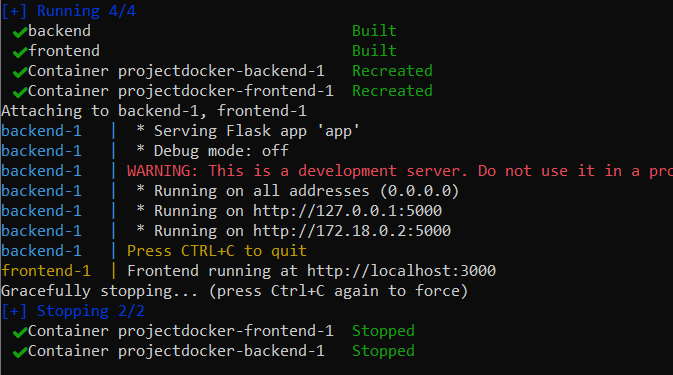 [+] Running 4/4
✔backend Built
✔frontend Built
✔Container projectdocker-backend-1 Recreated
✔Container projectdocker-frontend-1 Recreated
Attaching to backend-1, frontend-1
backend-1 | * Serving Flask app 'app'
backend-1 | * Debug mode: off
backend-1 | WARNING: This is a development server. Do not use it in a pro
backend-1 | * Running on all addresses (0.0.0.0)
backend-1 | * Running on http://127.0.0.1:5000
backend-1 | * Running on http://172.18.0.2:5000
backend-1 | Press CTRL+C to quit
frontend-1 | Frontend running at http://localhost:3000
Gracefully stopping... (press Ctrl+C again to force)
[+] Stopping 2/2
✔Container projectdocker-frontend-1 Stopped
✔Container projectdocker-backend-1 Stopped